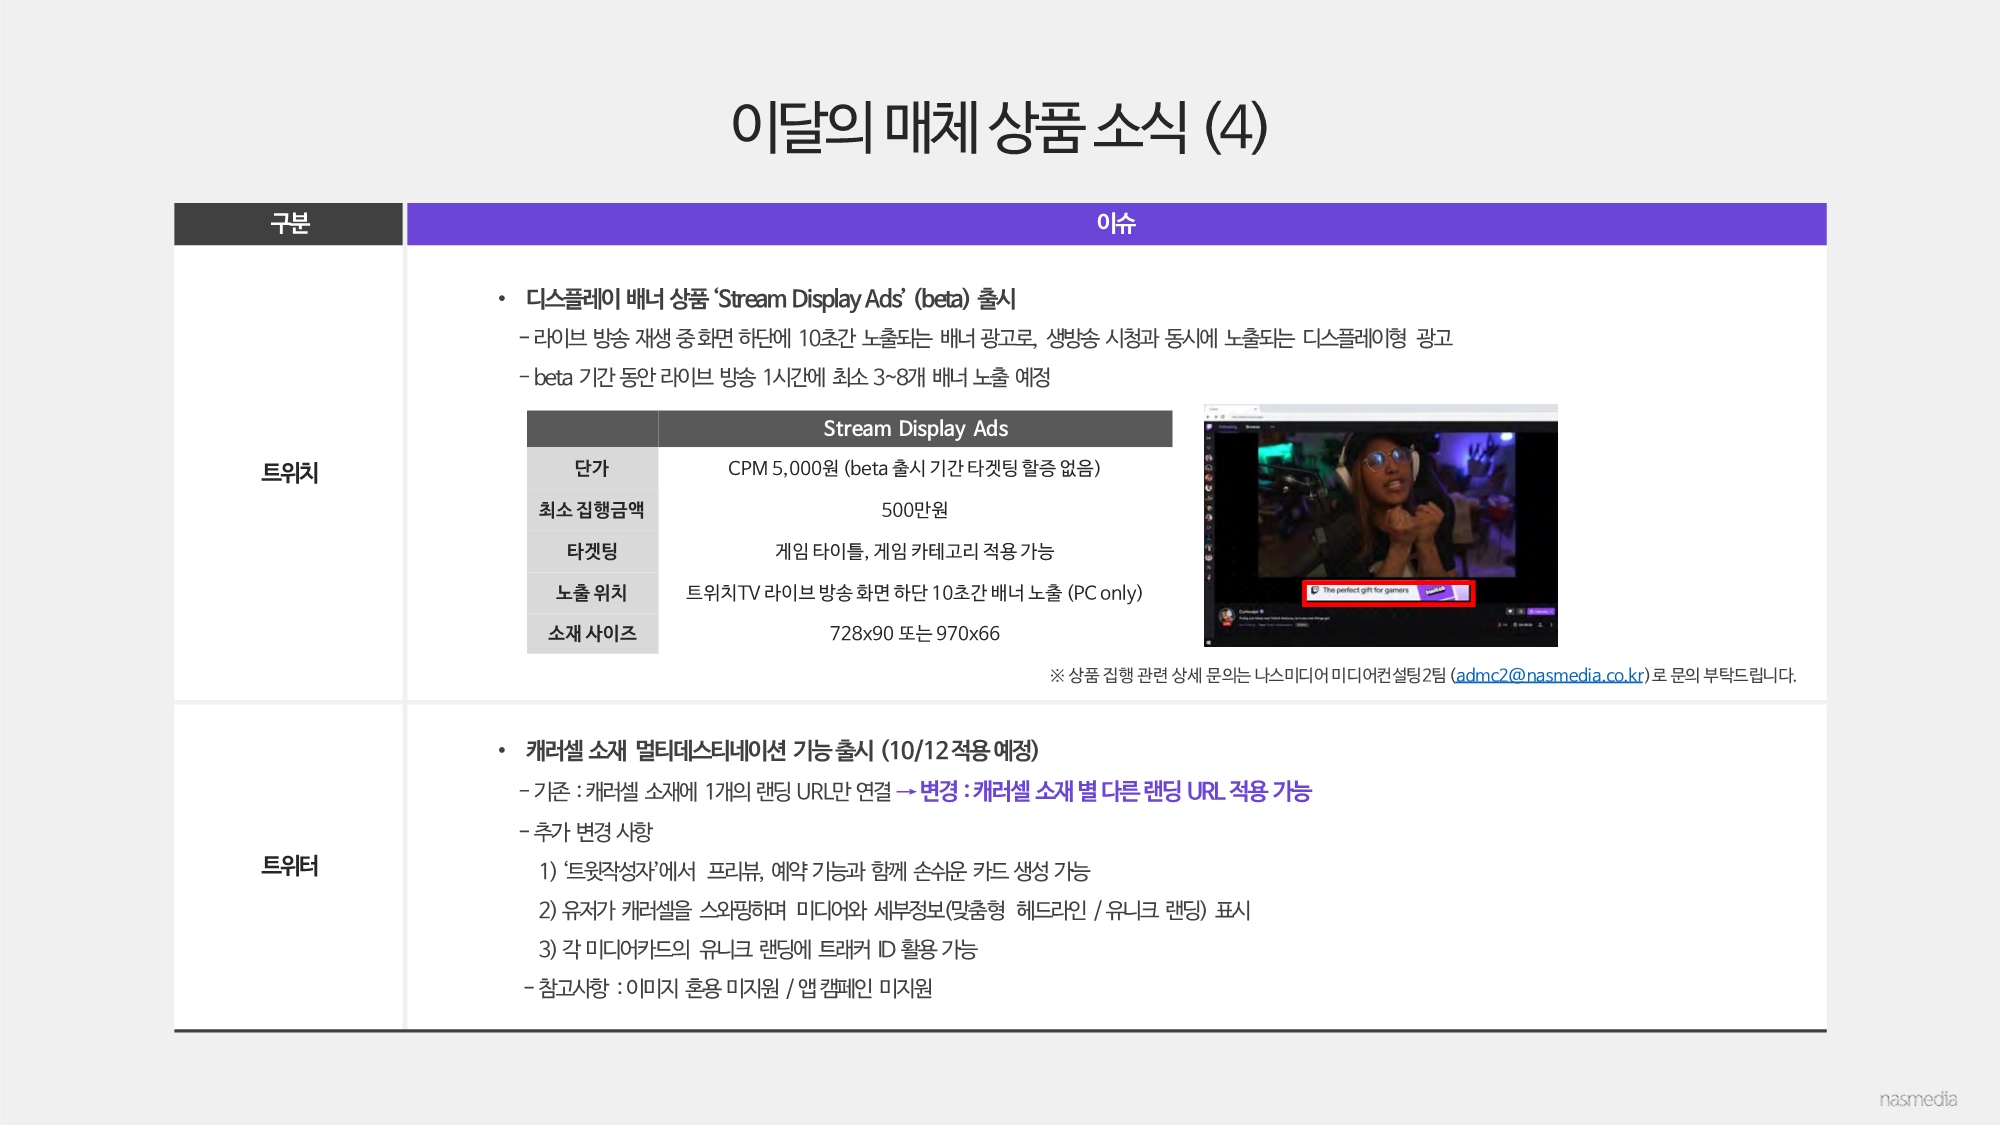 이달의 매체 상품 소식 (4)
구분
이슈
트위치
• 디스플레이 배너 상품 ‘Stream Display Ads’ (beta) 출시
– 라이브 방송 재생 중 화면 하단에 10초간 노출되는 배너 광고로, 생방송 시청과 동시에 노출되는 디스플레이형 광고
– beta 기간 동안 라이브 방송 1시간에 최소 3~8개 배너 노출 예정
Stream Display Ads
단가 CPM 5,000원 (beta 출시 기간 타겟팅 할증 없음)
최소 집행금액 500만원
타겟팅 게임 타이틀, 게임 카테고리 적용 가능
노출 위치 트위치TV 라이브 방송 화면 하단 10초간 배너 노출 (PC only)
소재 사이즈 728x90 또는 970x66
The perfect gift for gamers
※ 상품 집행 관련 상세 문의는 나스미디어 미디어컨설팅2팀 (admc2@nasmedia.co.kr)로 문의 부탁드립니다.
트위터
• 캐러셀 소재 멀티데스티네이션 기능 출시 (10/12 적용 예정)
– 기존 : 캐러셀 소재에 1개의 랜딩 URL만 연결 → 변경 : 캐러셀 소재 별 다른 랜딩 URL 적용 가능
– 추가 변경 사항
1) ‘트윗작성자’에서 프리뷰, 예약 기능과 함께 손쉬운 카드 생성 가능
2) 유저가 캐러셀을 스와핑하며 미디어와 세부정보(맞춤형 헤드라인 / 유니크 랜딩) 표시
3) 각 미디어카드의 유니크 랜딩에 트래커 ID 활용 가능
– 참고사항 : 이미지 혼용 미지원 / 앱 캠페인 미지원
nasmedia